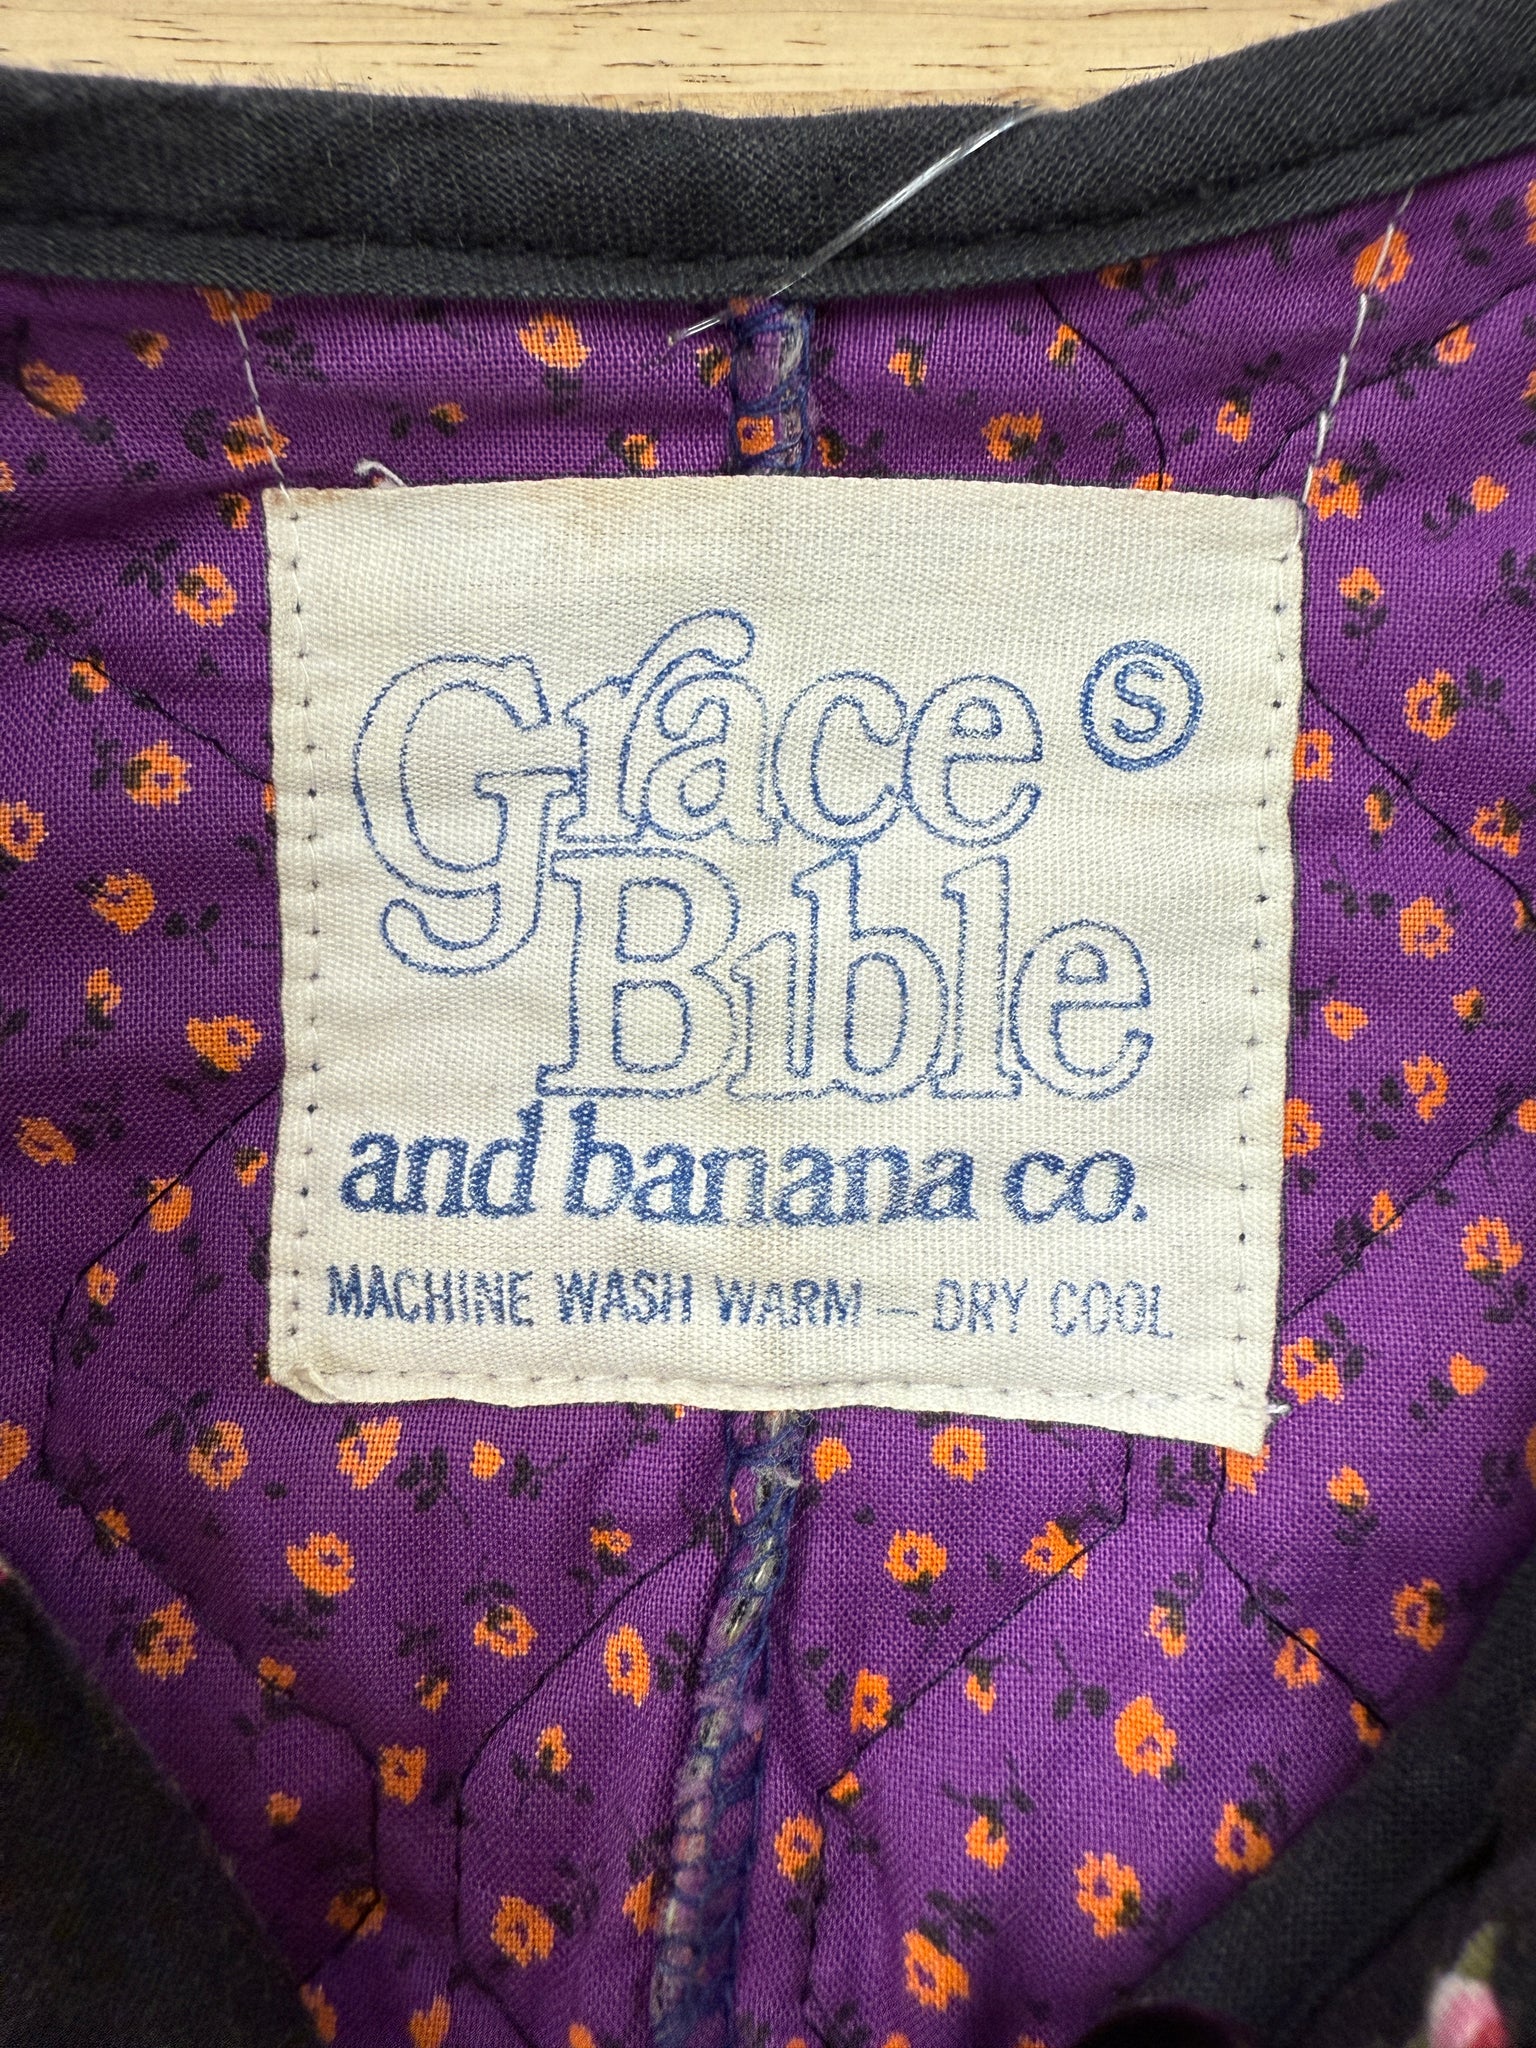 Grace Ⓢ
Bible
and banana co.
MACHINE WASH WARM — DRY COOL